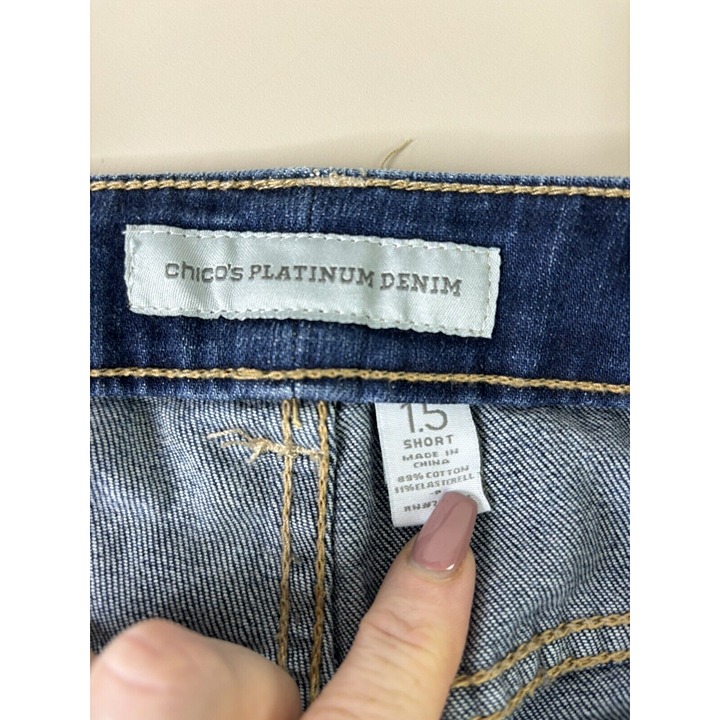 chico's PLATINUM DENIM
1.5
SHORT
MADE IN
CHINA
89% COTTON
11% ELASTERELL
-P